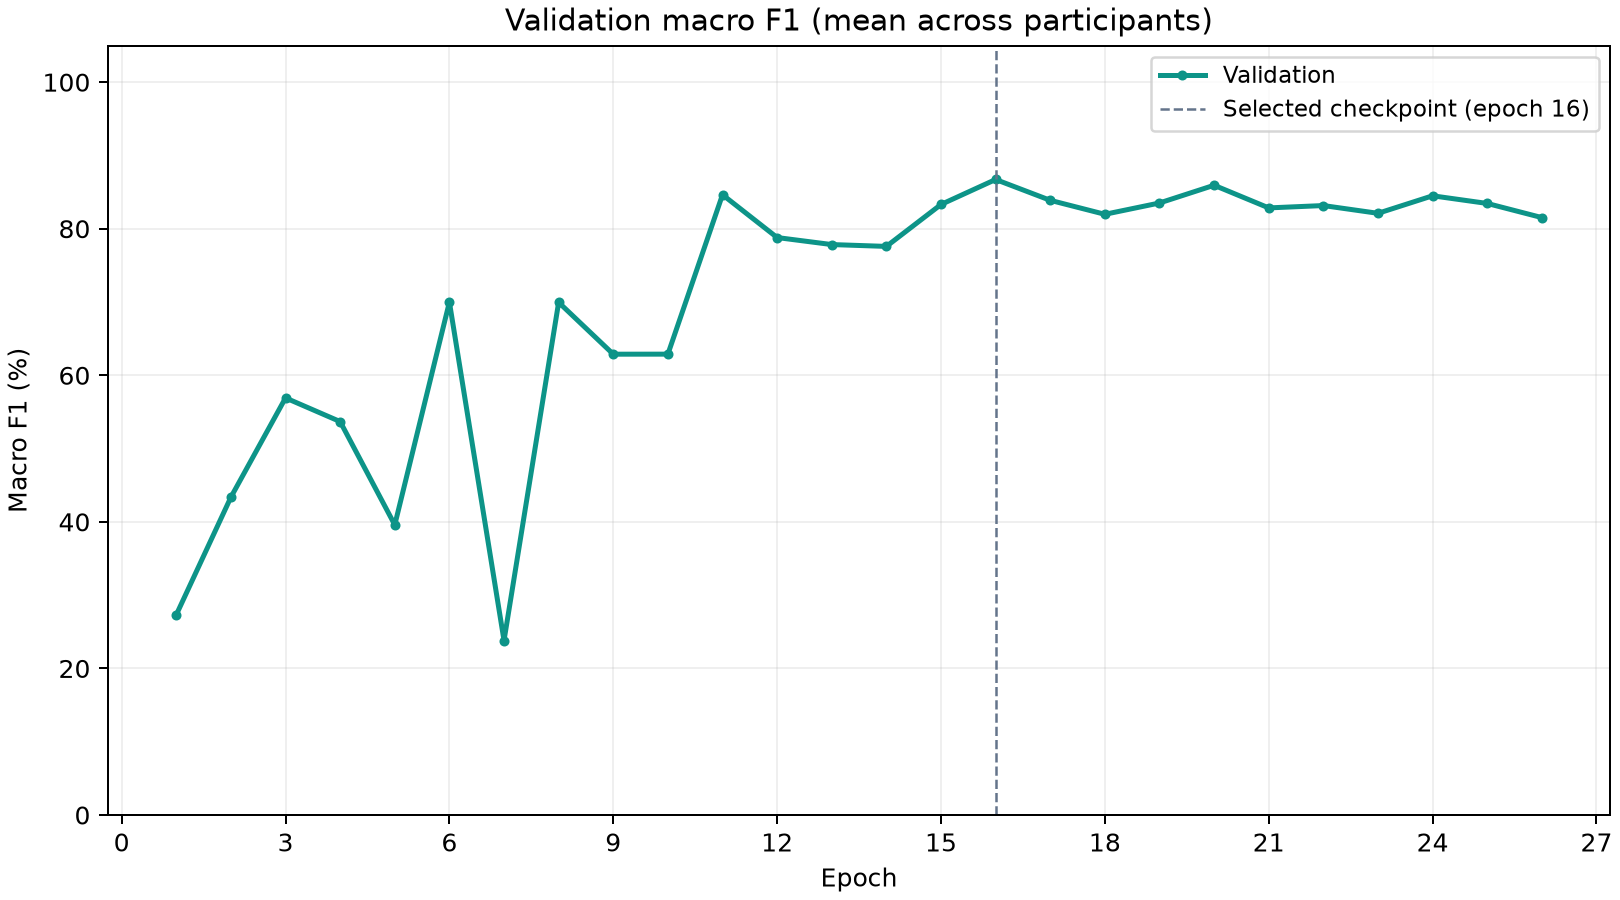 Validation macro F1 (mean across participants)
Validation
Selected checkpoint (epoch 16)
Macro F1 (%)
100
80
60
40
20
0
0 3 6 9 12 15 18 21 24 27
Epoch